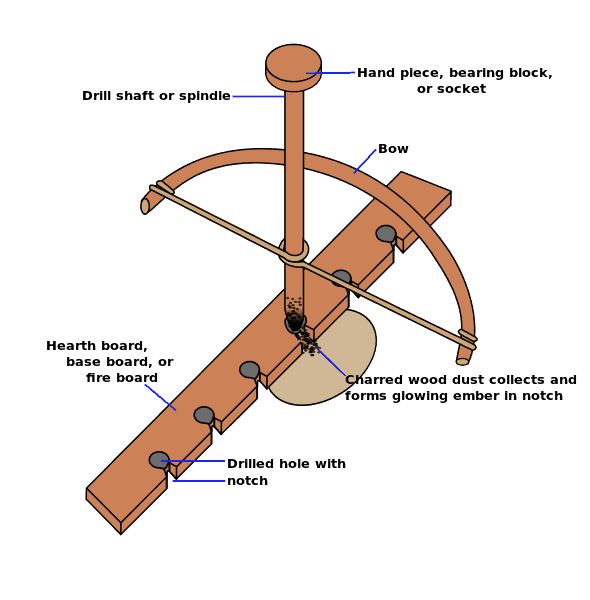 Hand piece, bearing block,
or socket
Drill shaft or spindle
Bow
Hearth board,
base board, or
fire board
Charred wood dust collects and
forms glowing ember in notch
Drilled hole with
notch